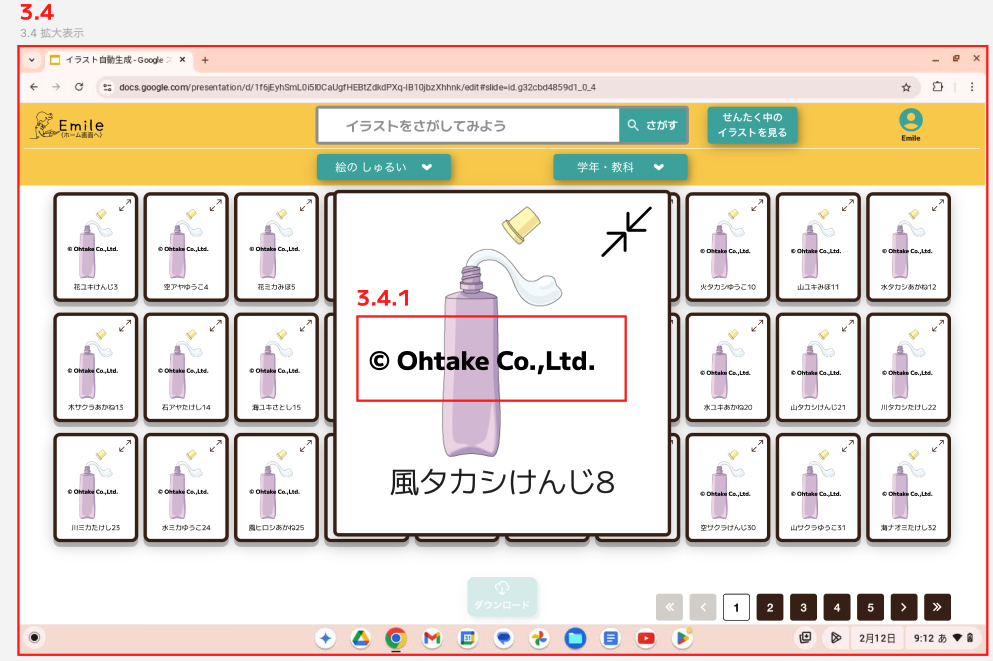 3.4
3.4 拡大表示
イラスト自動生成 - Google ス
docs.google.com/presentation/d/1f6jEyhSmL0i5I0CaUgfHEBtZdkdPXq-IB10jbzXhhnk/edit#slide=id.g32cbd4859d1_0_4
Emile
(ホーム画面へ)
イラストをさがしてみよう
さがす
せんたく中の
イラストを見る
Emile
絵の しゅるい
学年・教科
© Ohtake Co.,Ltd.
花ユキけんじ3
© Ohtake Co.,Ltd.
空アヤゆうこ4
© Ohtake Co.,Ltd.
花ミカみほ5
3.4.1
© Ohtake Co.,Ltd.
風タカシけんじ8
© Ohtake Co.,Ltd.
火タカシゆうこ10
© Ohtake Co.,Ltd.
山ユキみほ11
© Ohtake Co.,Ltd.
水タカシあかね12
© Ohtake Co.,Ltd.
木サクラあかね13
© Ohtake Co.,Ltd.
石アヤたけし14
© Ohtake Co.,Ltd.
海ユキさとし15
© Ohtake Co.,Ltd.
水ユキあかね20
© Ohtake Co.,Ltd.
山タカシけんじ21
© Ohtake Co.,Ltd.
川タカシたけし22
© Ohtake Co.,Ltd.
川ミカたけし23
© Ohtake Co.,Ltd.
水ミカゆうこ24
© Ohtake Co.,Ltd.
風ヒロシあかね25
© Ohtake Co.,Ltd.
空サクラけんじ30
© Ohtake Co.,Ltd.
山サクラゆうこ31
© Ohtake Co.,Ltd.
海ナオミたけし32
ダウンロード
« ‹ 1 2 3 4 5 › »
2月12日
9:12 あ